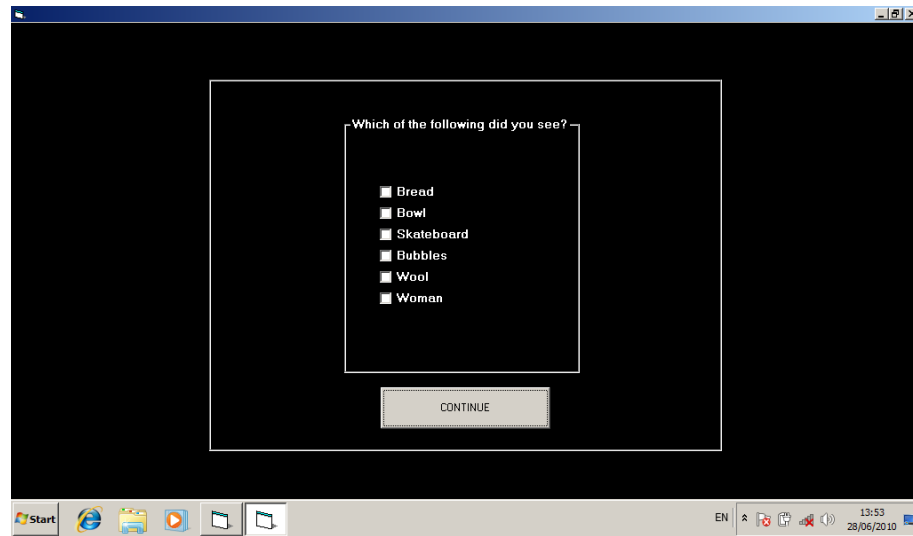 Which of the following did you see?
Bread
Bowl
Skateboard
Bubbles
Wool
Woman
CONTINUE
Start
EN
13:53
28/06/2010